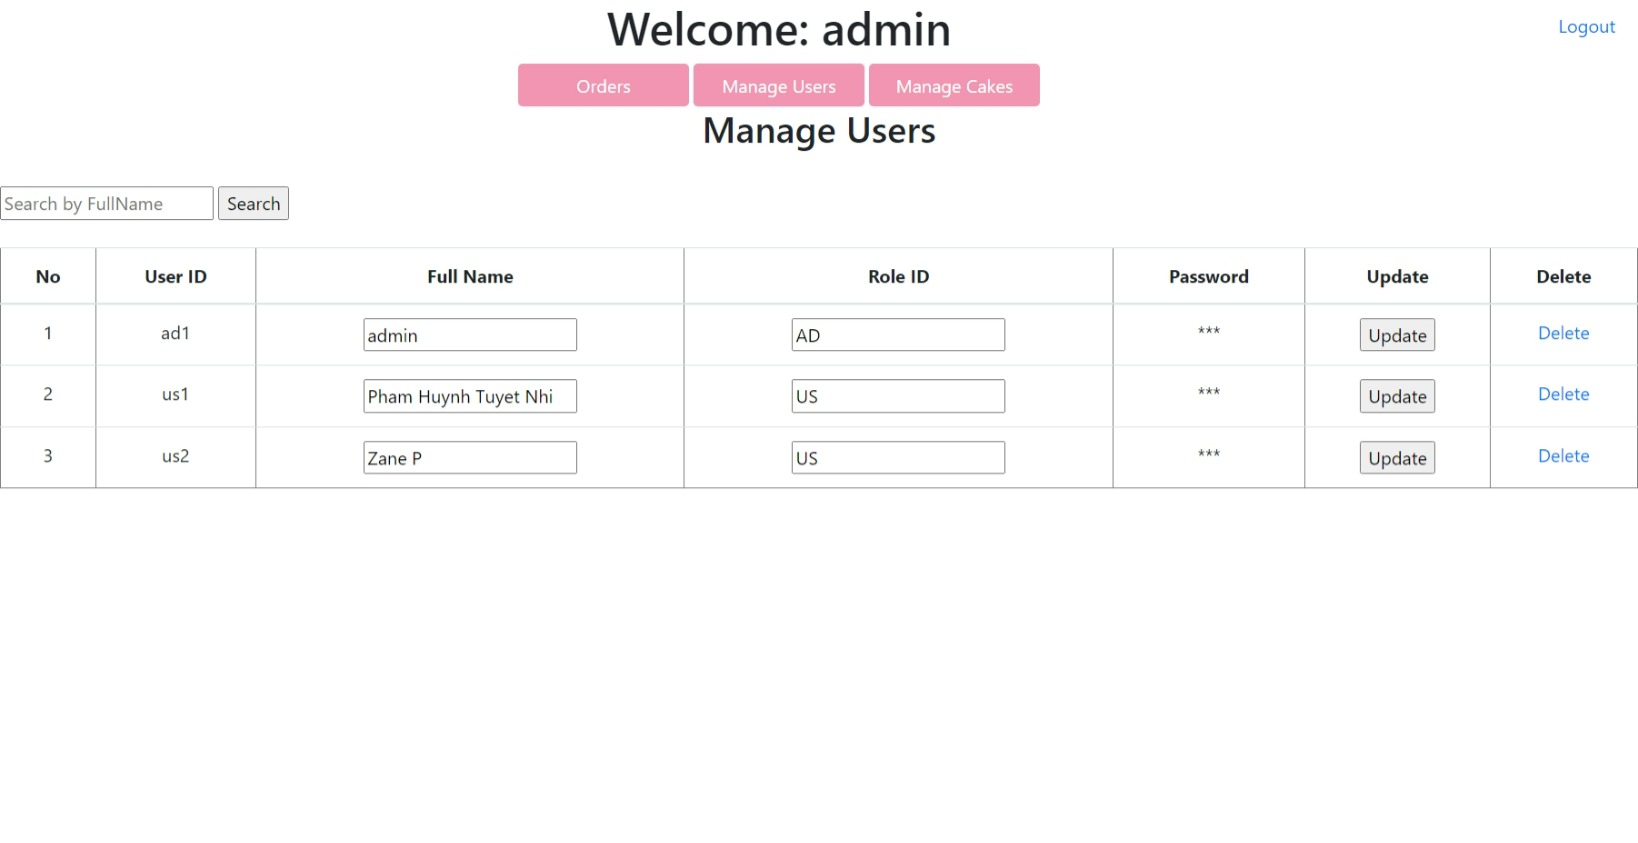 Welcome: admin
Logout
Orders Manage Users Manage Cakes
Manage Users
Search by FullName Search
No User ID Full Name Role ID Password Update Delete
1 ad1 admin AD *** Update Delete
2 us1 Pham Huynh Tuyet Nhi US *** Update Delete
3 us2 Zane P US *** Update Delete